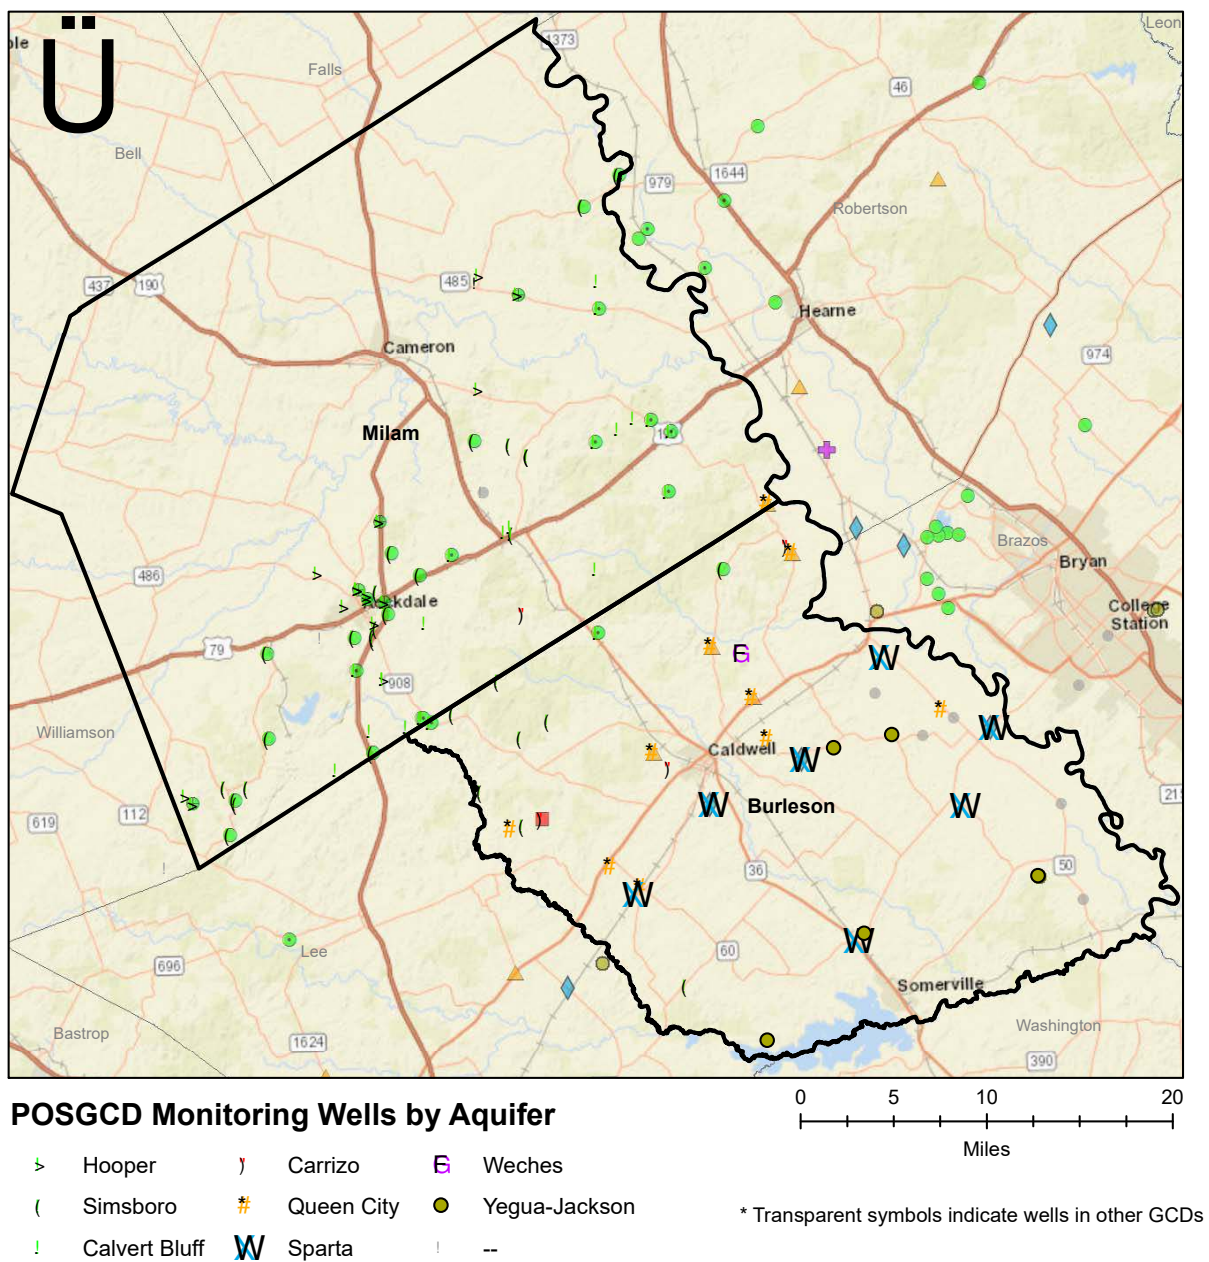 Ü
ble
1373
Leon
Falls
46
Bell
979
1644
Robertson
437
190
485
Hearne
Cameron
974
Milam
486
Brazos
Bryan
Rockdale
College
Station
79
908
Williamson
Caldwell
Burleson
112
619
36
50
Lee
60
696
Somerville
Bastrop
1624
Washington
390
POSGCD Monitoring Wells by Aquifer
0 5 10 20
Miles
Hooper
Carrizo
Weches
Simsboro
Queen City
Yegua-Jackson
Calvert Bluff
Sparta
--
* Transparent symbols indicate wells in other GCDs